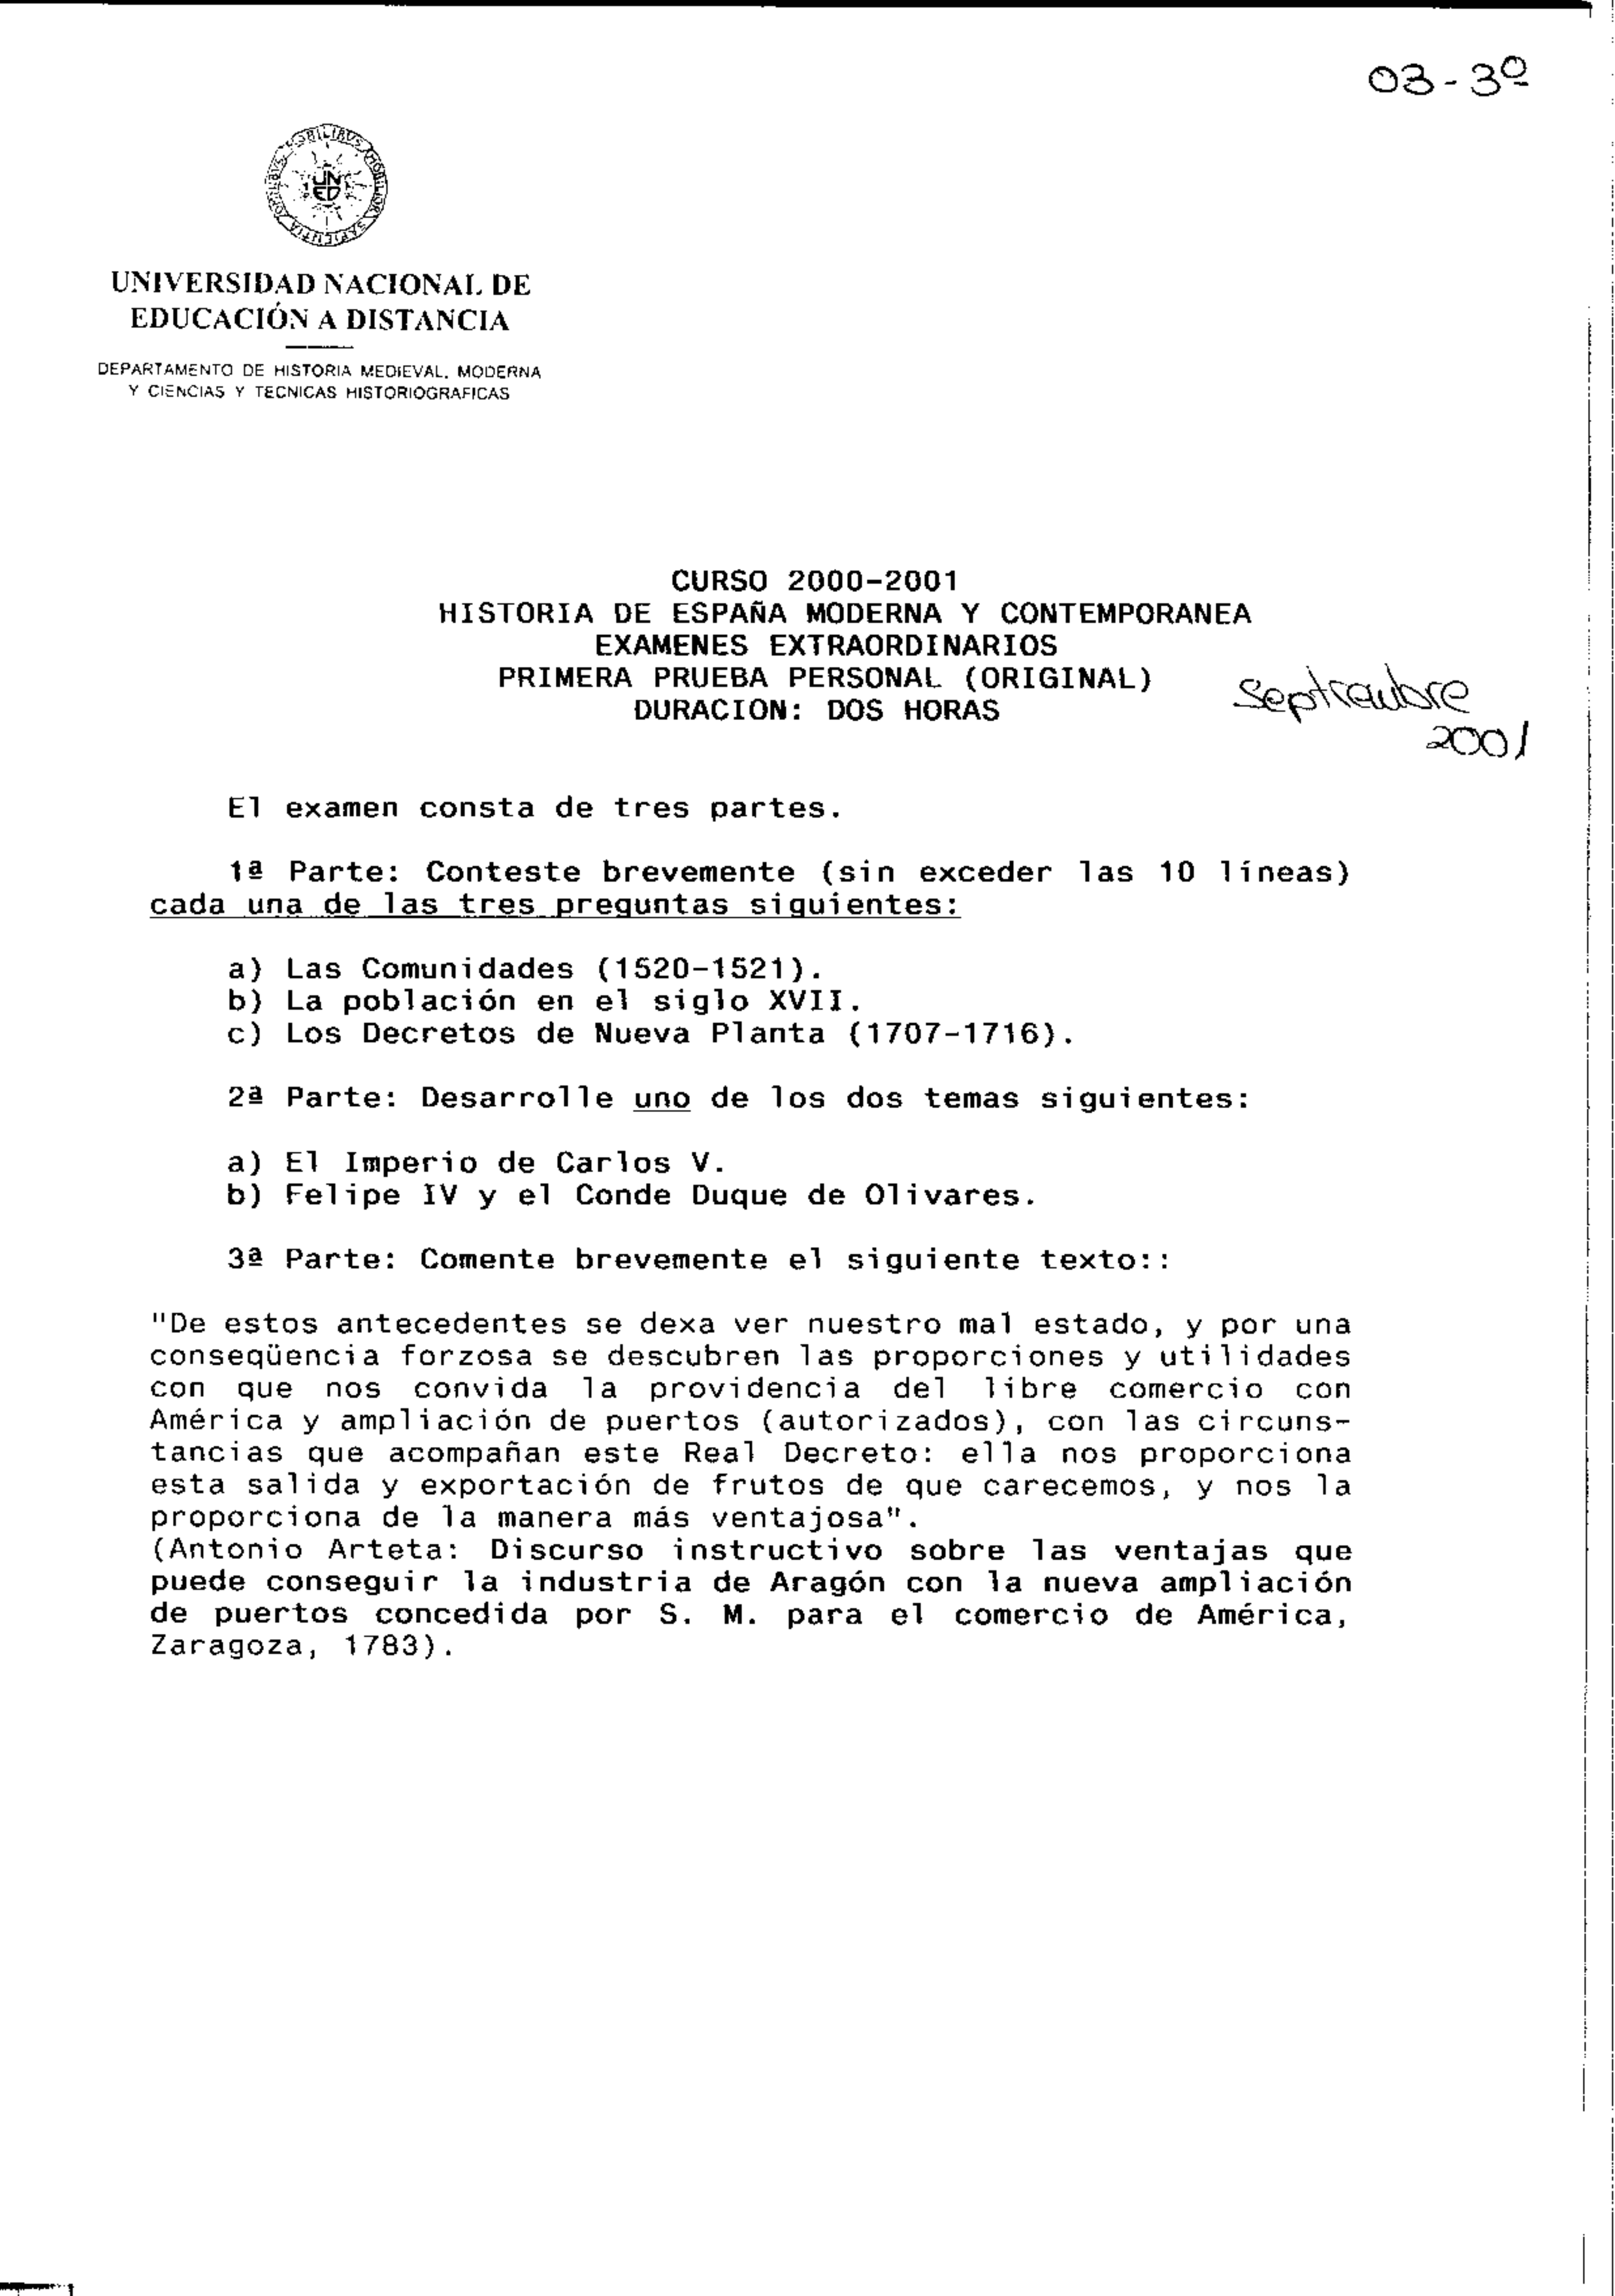 03-3º
OMNIBUS MOBILIBUS MOBILIOR SAPIENTIA
UNED
UNIVERSIDAD NACIONAL DE
EDUCACIÓN A DISTANCIA
DEPARTAMENTO DE HISTORIA MEDIEVAL, MODERNA
Y CIENCIAS Y TECNICAS HISTORIOGRAFICAS
CURSO 2000-2001
HISTORIA DE ESPAÑA MODERNA Y CONTEMPORANEA
EXAMENES EXTRAORDINARIOS
PRIMERA PRUEBA PERSONAL (ORIGINAL)
DURACION: DOS HORAS
Septiembre
2001
El examen consta de tres partes.
1ª Parte: Conteste brevemente (sin exceder las 10 líneas)
cada una de las tres preguntas siguientes:
a) Las Comunidades (1520-1521).
b) La población en el siglo XVII.
c) Los Decretos de Nueva Planta (1707-1716).
2ª Parte: Desarrolle uno de los dos temas siguientes:
a) El Imperio de Carlos V.
b) Felipe IV y el Conde Duque de Olivares.
3ª Parte: Comente brevemente el siguiente texto::
"De estos antecedentes se dexa ver nuestro mal estado, y por una
conseqüencia forzosa se descubren las proporciones y utilidades
con que nos convida la providencia del libre comercio con
América y ampliación de puertos (autorizados), con las circuns-
tancias que acompañan este Real Decreto: ella nos proporciona
esta salida y exportación de frutos de que carecemos, y nos la
proporciona de la manera más ventajosa".
(Antonio Arteta: Discurso instructivo sobre las ventajas que
puede conseguir la industria de Aragón con la nueva ampliación
de puertos concedida por S. M. para el comercio de América,
Zaragoza, 1783).